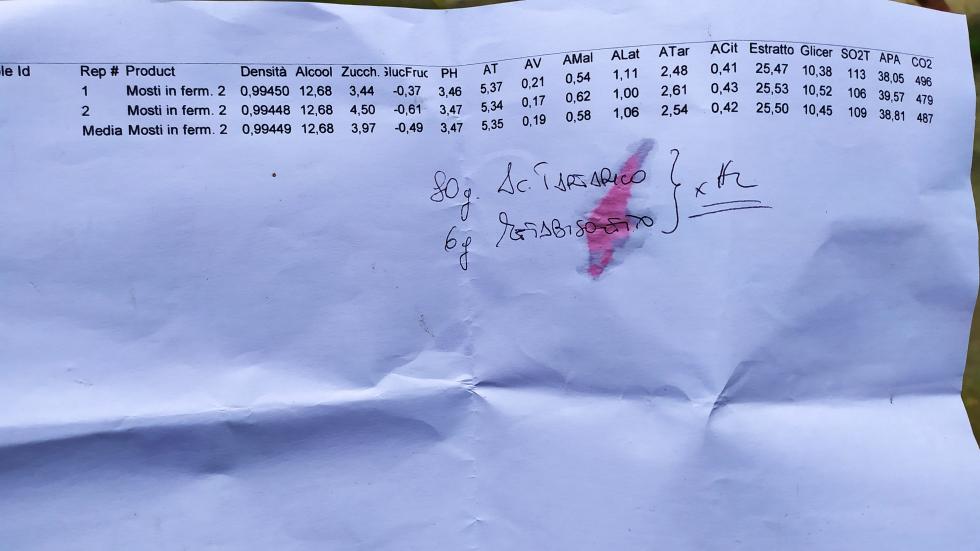 le Id Rep # Product Densità Alcool Zucch. GlucFruc PH AT AV AMal ALat ATar ACit Estratto Glicer SO2T APA CO2
1 Mosti in ferm. 2 0,99450 12,68 3,44 -0,37 3,46 5,37 0,21 0,54 1,11 2,48 0,41 25,47 10,38 113 38,05 496
2 Mosti in ferm. 2 0,99448 12,68 4,50 -0,61 3,47 5,34 0,17 0,62 1,00 2,61 0,43 25,53 10,52 106 39,57 479
Media Mosti in ferm. 2 0,99449 12,68 3,97 -0,49 3,47 5,35 0,19 0,58 1,06 2,54 0,42 25,50 10,45 109 38,81 487
80g. Ac. TARTARICO
6g METABISOLFITO } x HL